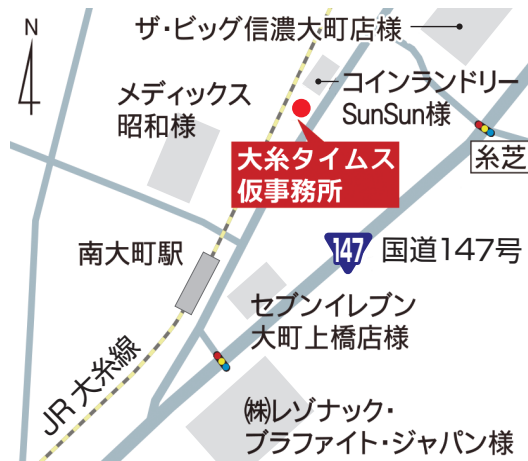 N
ザ・ビッグ信濃大町店様
コインランドリー
SunSun様
メディックス
昭和様
糸芝
大糸タイムス
仮事務所
147
国道147号
南大町駅
セブンイレブン
大町上橋店様
JR 大糸線
㈱レゾナック・
ブラファイト・ジャパン様